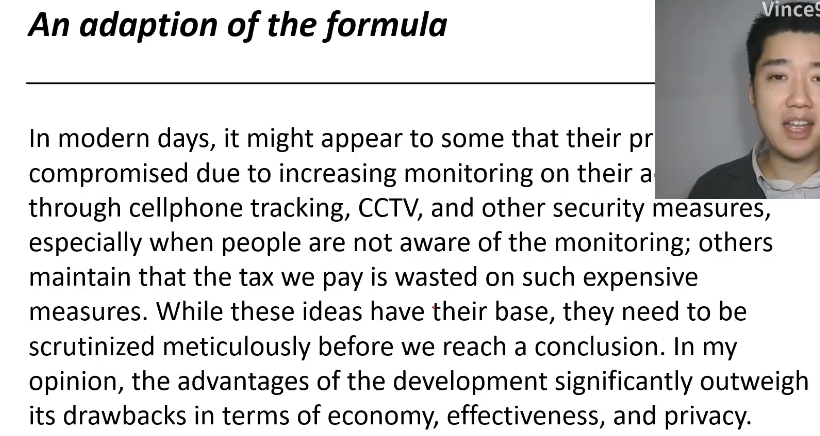 Vince
An adaption of the formula
In modern days, it might appear to some that their
compromised due to increasing monitoring on their
through cellphone tracking, CCTV, and other security measures,
especially when people are not aware of the monitoring; others
maintain that the tax we pay is wasted on such expensive
measures. While these ideas have their base, they need to be
scrutinized meticulously before we reach a conclusion. In my
opinion, the advantages of the development significantly outweigh
its drawbacks in terms of economy, effectiveness, and privacy.